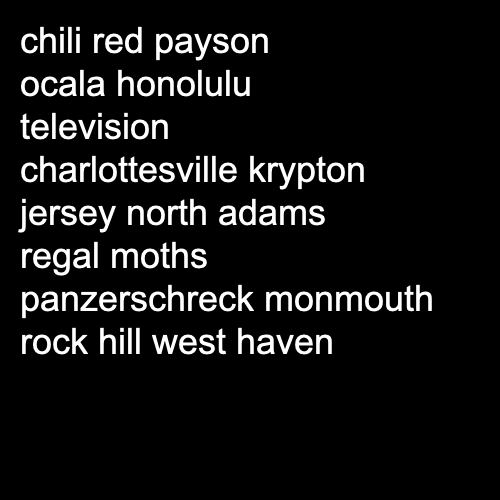 chili red payson
ocala honolulu
television
charlottesville krypton
jersey north adams
regal moths
panzerschreck monmouth
rock hill west haven